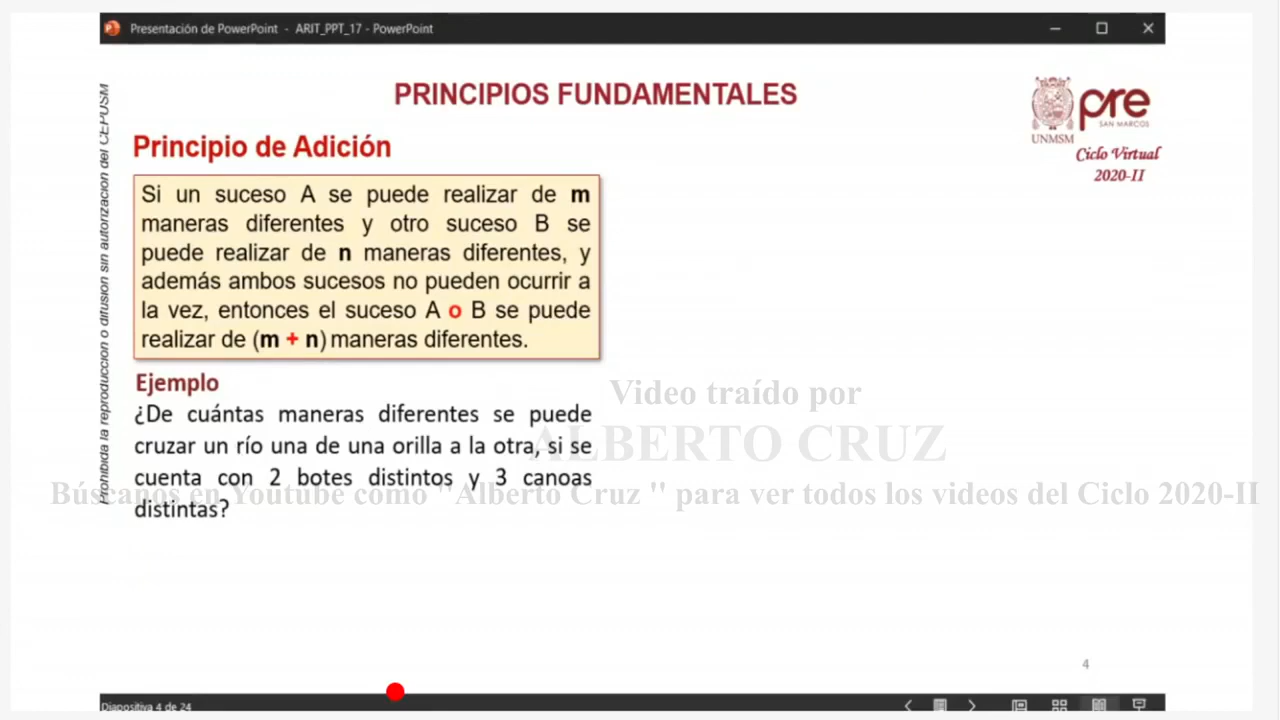 Presentación de PowerPoint - ARIT_PPT_17 - PowerPoint
PRINCIPIOS FUNDAMENTALES
UNMSM
pre
SAN MARCOS
Ciclo Virtual
2020-II
Prohibida la reproduccion o difusion sin autorizacion del CEPUSM
Principio de Adición
Si un suceso A se puede realizar de m
maneras diferentes y otro suceso B se
puede realizar de n maneras diferentes, y
además ambos sucesos no pueden ocurrir a
la vez, entonces el suceso A o B se puede
realizar de (m + n) maneras diferentes.
Ejemplo
¿De cuántas maneras diferentes se puede
cruzar un río una de una orilla a la otra, si se
cuenta con 2 botes distintos y 3 canoas
distintas?
Video traído por
ALBERTO CRUZ
Búscanos en Youtube como "Alberto Cruz " para ver todos los videos del Ciclo 2020-II
4
Diapositiva 4 de 24